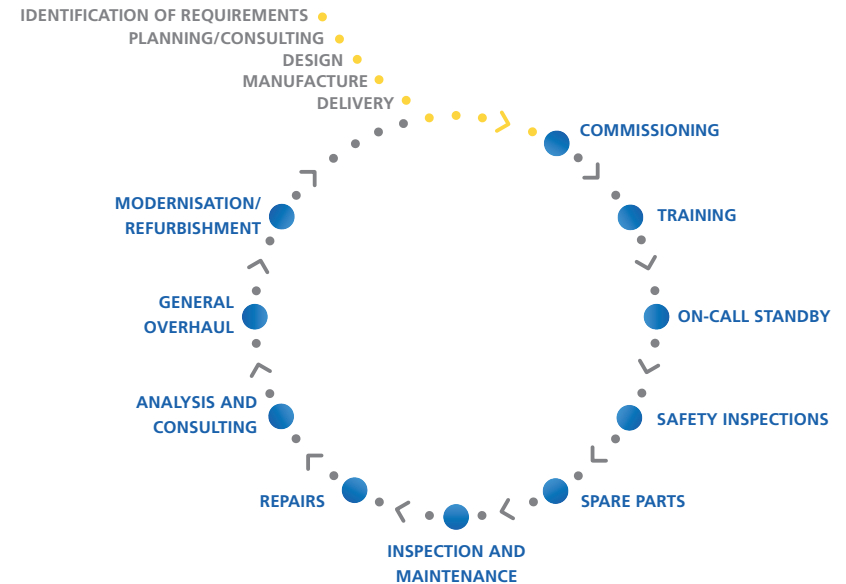 IDENTIFICATION OF REQUIREMENTS
PLANNING/CONSULTING
DESIGN
MANUFACTURE
DELIVERY
COMMISSIONING
TRAINING
ON-CALL STANDBY
SAFETY INSPECTIONS
SPARE PARTS
INSPECTION AND
MAINTENANCE
REPAIRS
ANALYSIS AND
CONSULTING
GENERAL
OVERHAUL
MODERNISATION/
REFURBISHMENT